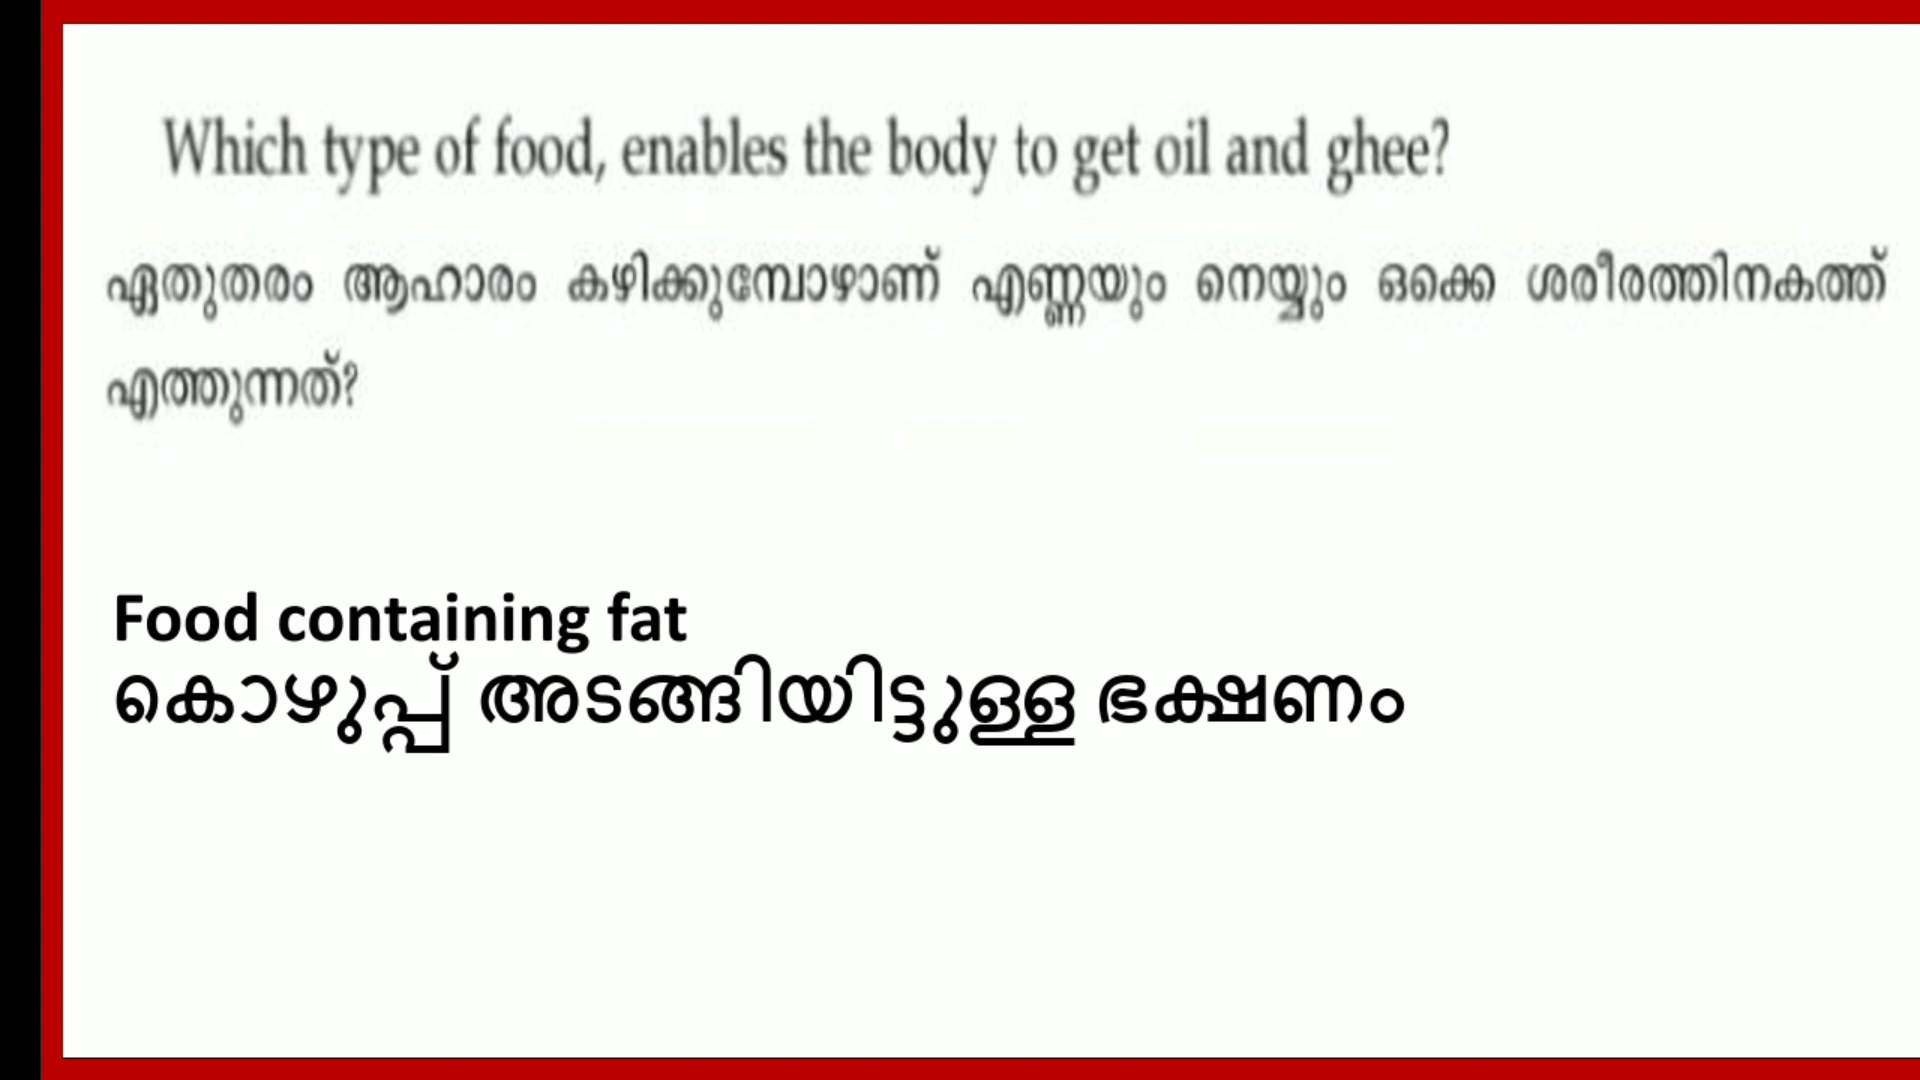 Which type of food, enables the body to get oil and ghee?
ഏതുതരം ആഹാരം കഴിക്കുമ്പോഴാണ് എണ്ണയും നെയ്യും ഒക്കെ ശരീരത്തിനകത്ത്
എത്തുന്നത്?
Food containing fat
കൊഴുപ്പ് അടങ്ങിയിട്ടുള്ള ഭക്ഷണം